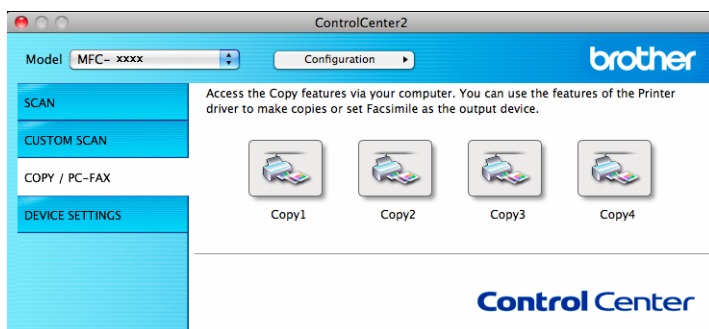 ControlCenter2
Model MFC- xxxx Configuration brother
SCAN
CUSTOM SCAN
COPY / PC-FAX
DEVICE SETTINGS
Access the Copy features via your computer. You can use the features of the Printer
driver to make copies or set Facsimile as the output device.
Copy1 Copy2 Copy3 Copy4
Control Center